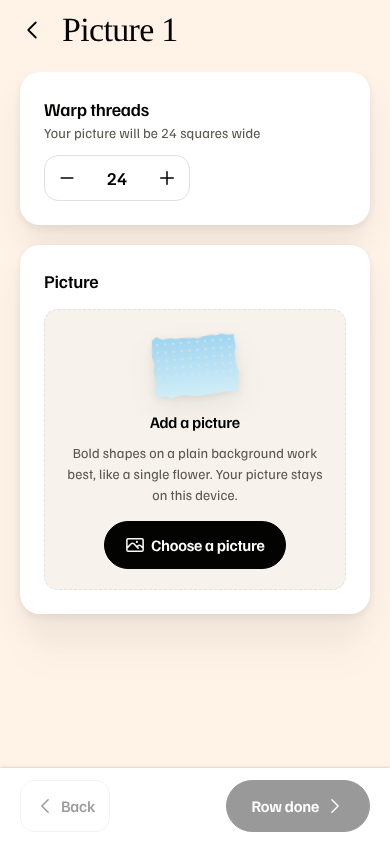 Picture 1
Warp threads
Your picture will be 24 squares wide
24
Picture
Add a picture
Bold shapes on a plain background work
best, like a single flower. Your picture stays
on this device.
Choose a picture
Back
Row done